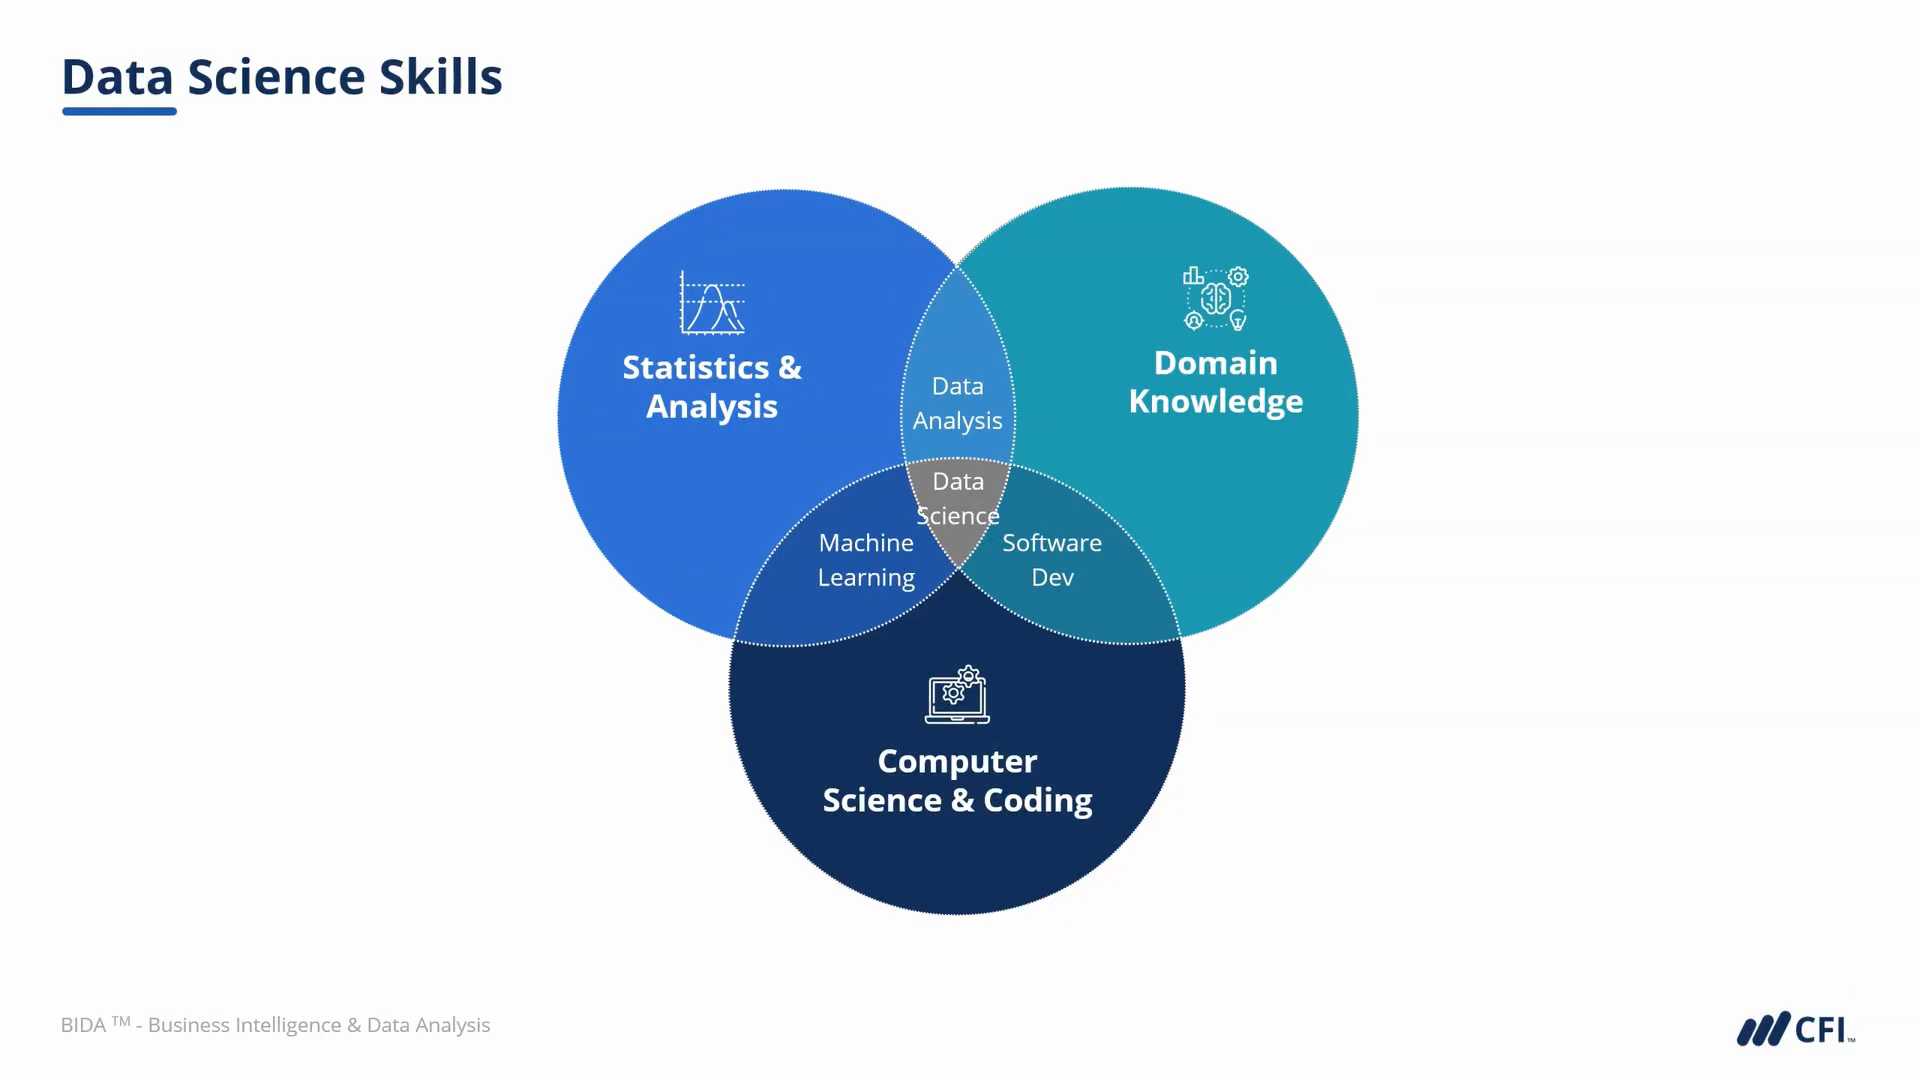 Data Science Skills
Statistics &
Analysis
Domain
Knowledge
Data
Analysis
Data
Science
Machine
Learning
Software
Dev
Computer
Science & Coding
BIDA ™ - Business Intelligence & Data Analysis
CFI™